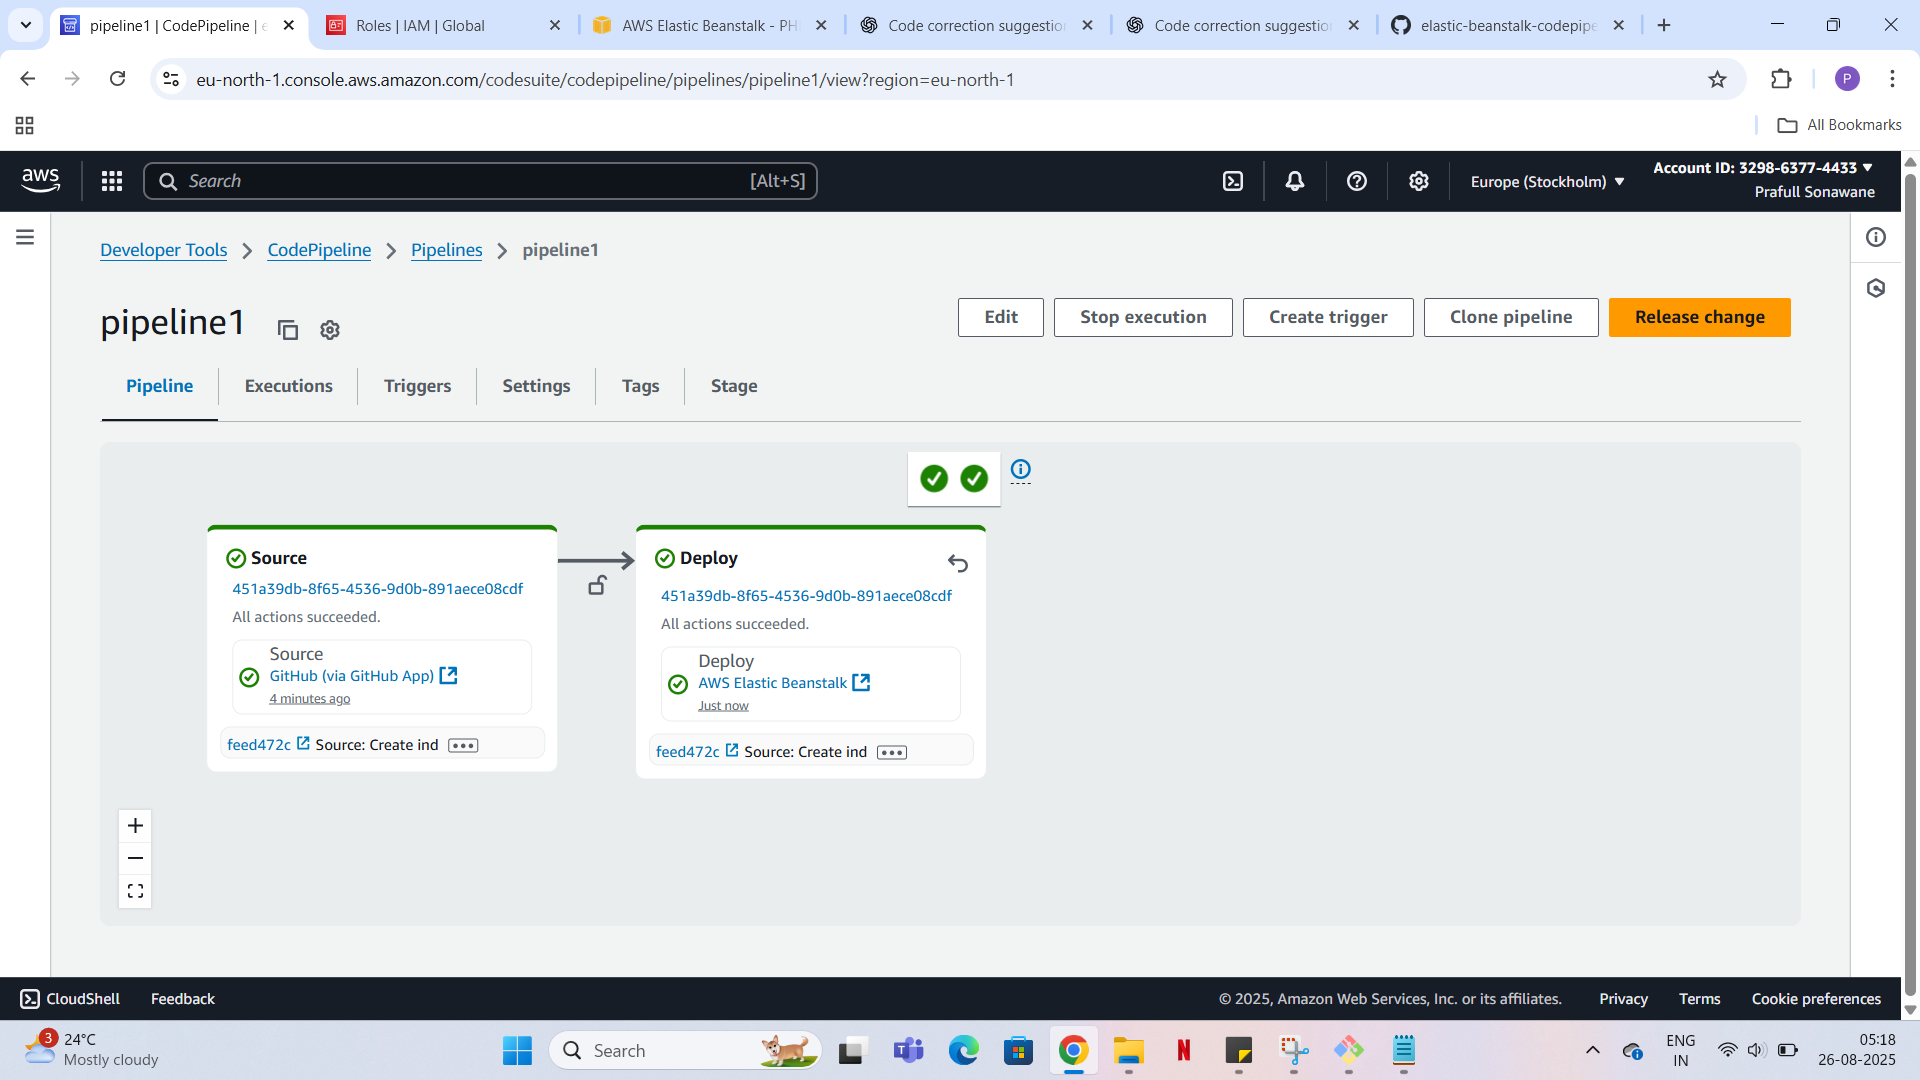 pipeline1 | CodePipeline | e
Roles | IAM | Global
AWS Elastic Beanstalk - PH
Code correction suggestion
Code correction suggestion
elastic-beanstalk-codepipe
eu-north-1.console.aws.amazon.com/codesuite/codepipeline/pipelines/pipeline1/view?region=eu-north-1
P
All Bookmarks
aws
Search
[Alt+S]
Europe (Stockholm)
Account ID: 3298-6377-4433
Prafull Sonawane
Developer Tools
CodePipeline
Pipelines
pipeline1
pipeline1
Edit
Stop execution
Create trigger
Clone pipeline
Release change
Pipeline
Executions
Triggers
Settings
Tags
Stage
Source
451a39db-8f65-4536-9d0b-891aece08cdf
All actions succeeded.
Source
GitHub (via GitHub App)
4 minutes ago
feed472c Source: Create ind
Deploy
451a39db-8f65-4536-9d0b-891aece08cdf
All actions succeeded.
Deploy
AWS Elastic Beanstalk
Just now
feed472c Source: Create ind
CloudShell
Feedback
© 2025, Amazon Web Services, Inc. or its affiliates.
Privacy
Terms
Cookie preferences
3
24°C
Mostly cloudy
Search
N
ENG
IN
05:18
26-08-2025